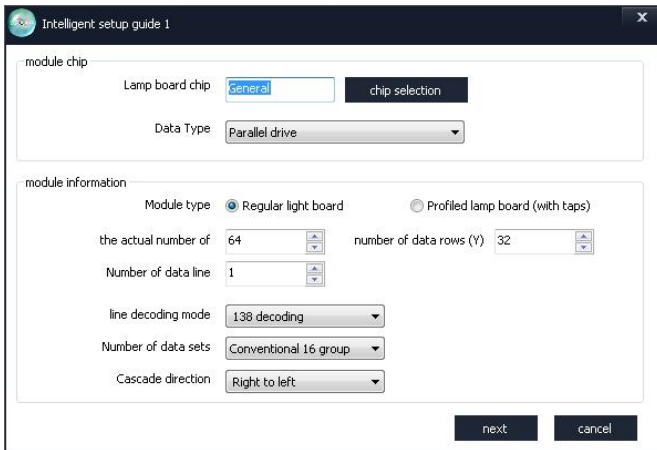 Intelligent setup guide 1
x
module chip
Lamp board chip General chip selection
Data Type Parallel drive
module information
Module type Regular light board Profiled lamp board (with taps)
the actual number of 64 number of data rows (Y) 32
Number of data line 1
line decoding mode 138 decoding
Number of data sets Conventional 16 group
Cascade direction Right to left
next cancel